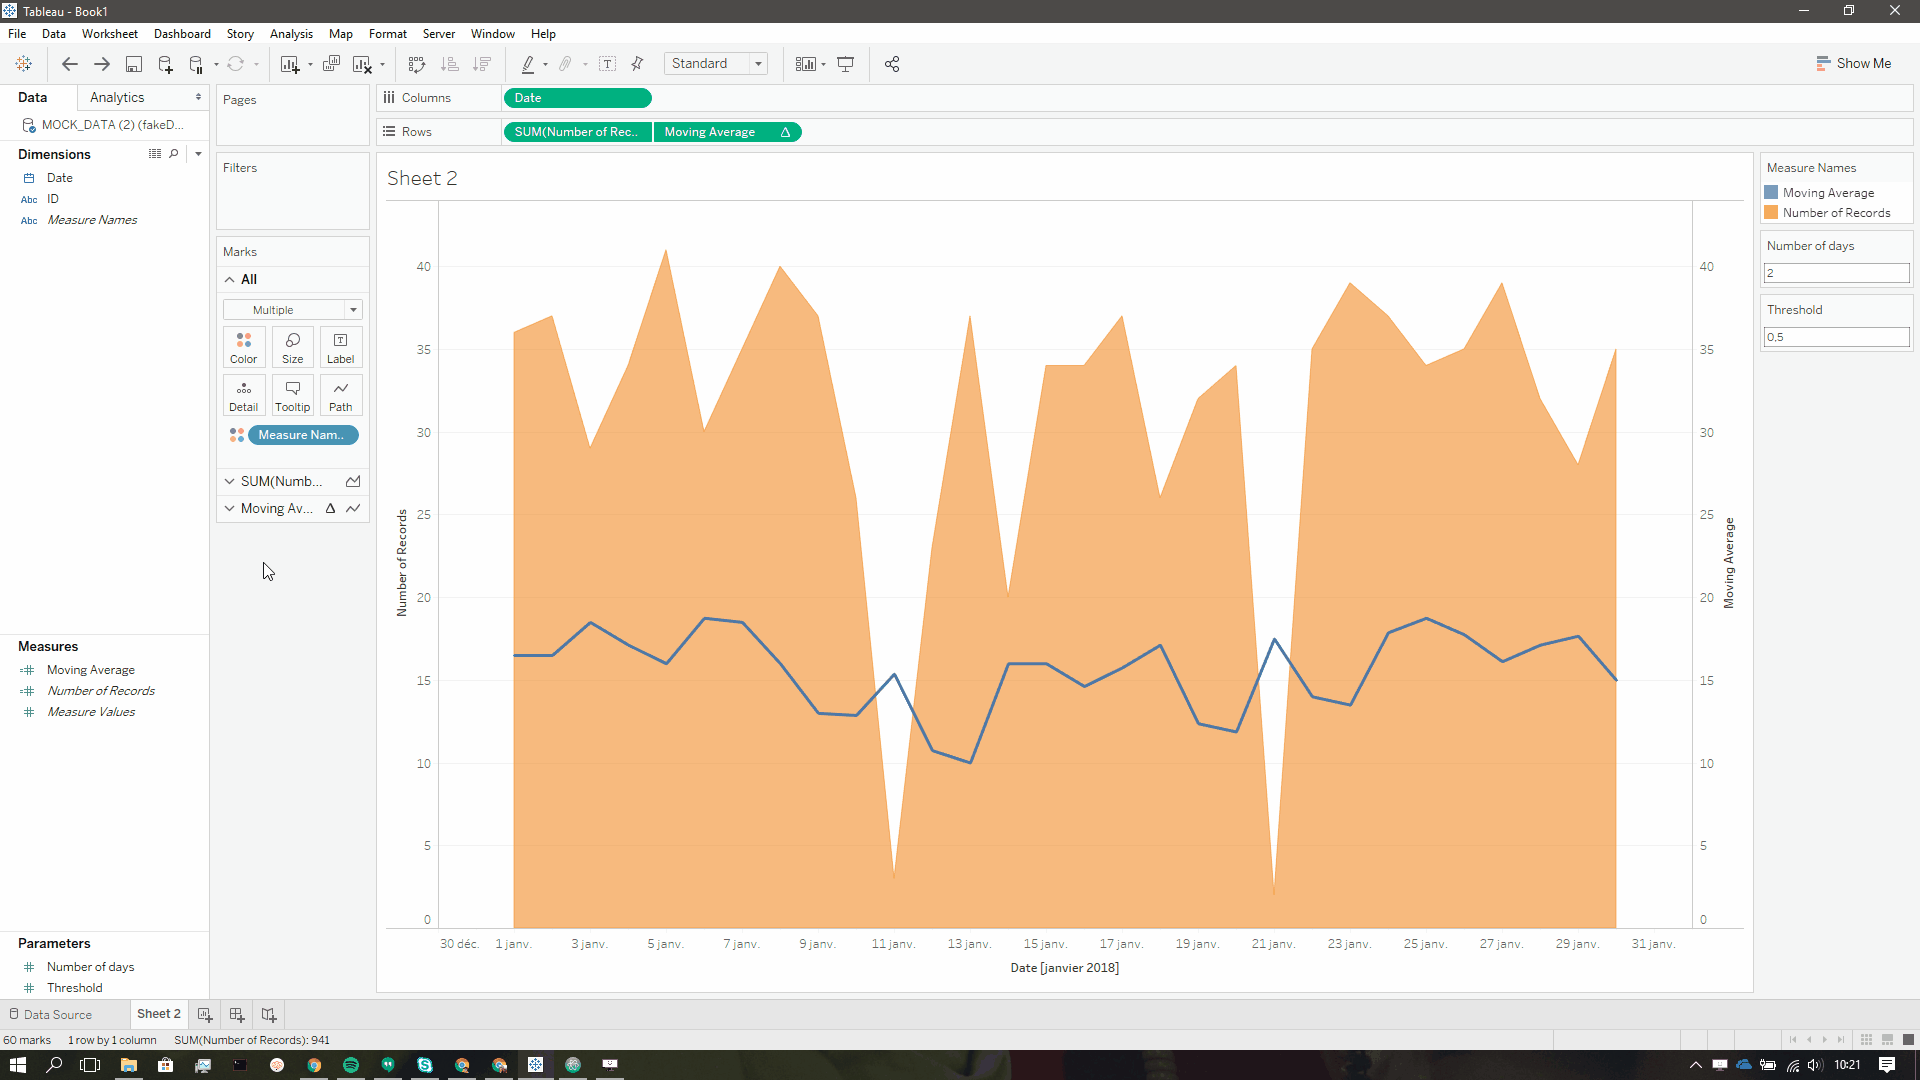 Tableau - Book1
File Data Worksheet Dashboard Story Analysis Map Format Server Window Help
Standard
Show Me
Data Analytics
MOCK_DATA (2) (fakeD...
Dimensions
Date
Abc ID
Abc Measure Names
Measures
Moving Average
Number of Records
Measure Values
Parameters
Number of days
Threshold
Pages
Filters
Marks
All
Multiple
Color Size Label
Detail Tooltip Path
Measure Nam..
SUM(Numb...
Moving Av...
Columns Date
Rows SUM(Number of Rec.. Moving Average
Sheet 2
Number of Records
40
35
30
25
20
15
10
5
0
40
35
30
25
20
15
10
5
0
Moving Average
30 déc. 1 janv. 3 janv. 5 janv. 7 janv. 9 janv. 11 janv. 13 janv. 15 janv. 17 janv. 19 janv. 21 janv. 23 janv. 25 janv. 27 janv. 29 janv. 31 janv.
Date [janvier 2018]
Measure Names
Moving Average
Number of Records
Number of days
2
Threshold
0,5
Data Source Sheet 2
60 marks 1 row by 1 column SUM(Number of Records): 941
10:21